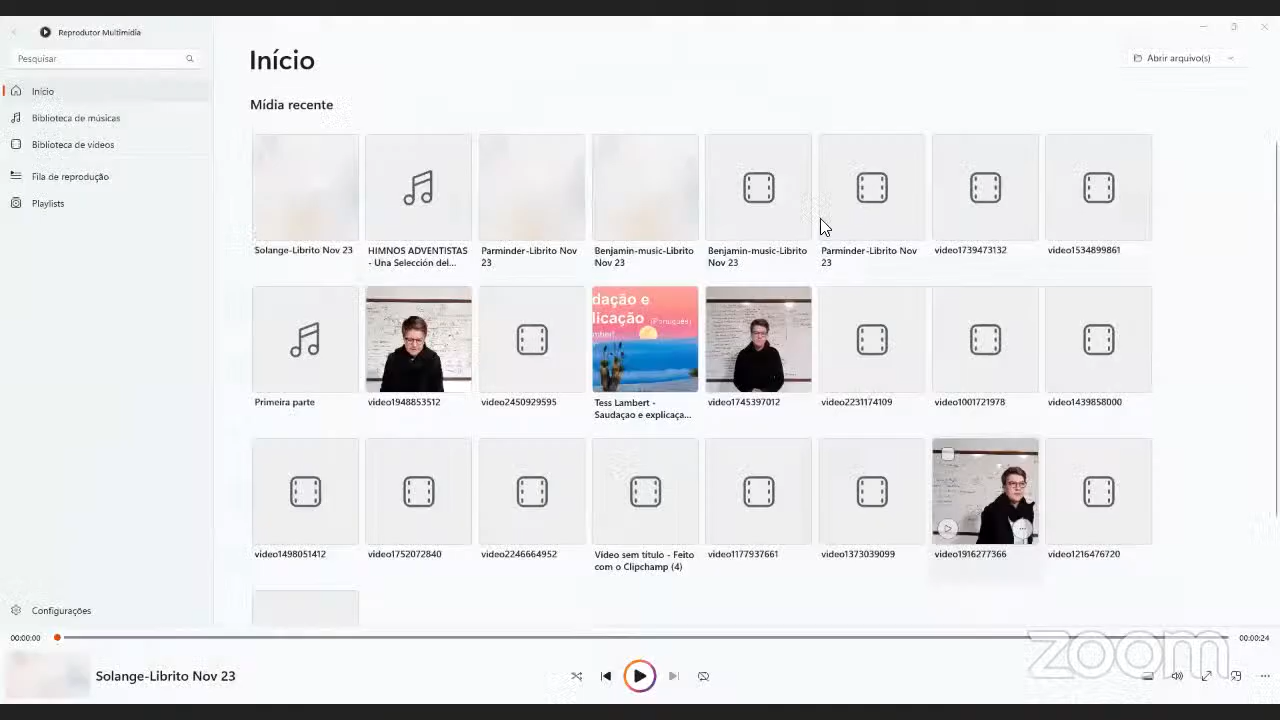 Reprodutor Multimídia
Pesquisar
Início
Abrir arquivo(s)
Início
Biblioteca de músicas
Mídia recente
Biblioteca de vídeos
Fila de reprodução
Playlists
Solange-Librito Nov 23
HIMNOS ADVENTISTAS
- Una Selección del...
Parminder-Librito Nov
23
Benjamin-music-Librito
Nov 23
Benjamin-music-Librito
Nov 23
Parminder-Librito Nov
23
video1739473132
video1534899861
dação e
licação (Português)
Primeira parte
video1948853512
video2450929595
Tess Lambert -
Saudaçao e explicaça...
video1745397012
video2231174109
video1001721978
video1439858000
video1498051412
video1752072840
video2246664952
Vídeo sem título - Feito
com o Clipchamp (4)
video1177937661
video1373039099
video1916277366
video1216476720
Configurações
00:00:00
00:00:24
Solange-Librito Nov 23
zoom